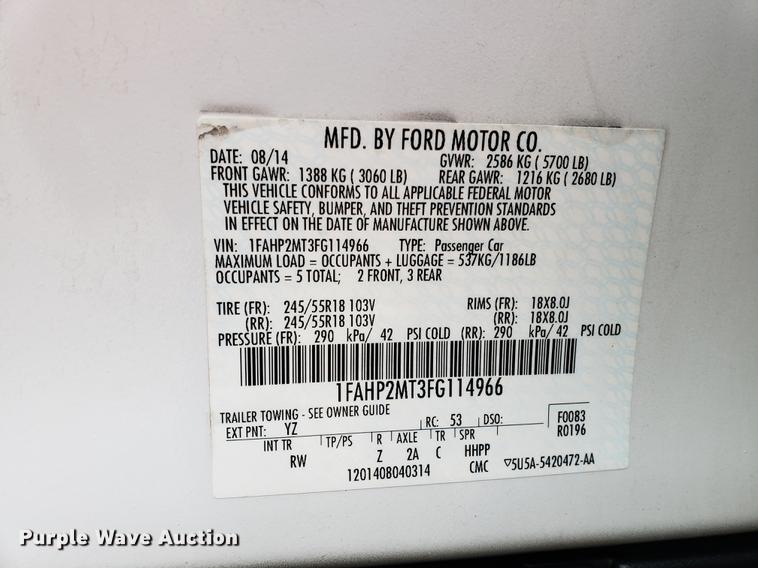 MFD. BY FORD MOTOR CO.
DATE: 08/14 GVWR: 2586 KG ( 5700 LB)
FRONT GAWR: 1388 KG ( 3060 LB) REAR GAWR: 1216 KG ( 2680 LB)
THIS VEHICLE CONFORMS TO ALL APPLICABLE FEDERAL MOTOR
VEHICLE SAFETY, BUMPER, AND THEFT PREVENTION STANDARDS
IN EFFECT ON THE DATE OF MANUFACTURE SHOWN ABOVE.
VIN: 1FAHP2MT3FG114966 TYPE: Passenger Car
MAXIMUM LOAD = OCCUPANTS + LUGGAGE = 537KG/1186LB
OCCUPANTS = 5 TOTAL; 2 FRONT, 3 REAR
TIRE (FR): 245/55R18 103V RIMS (FR): 18X8.0J
(RR): 245/55R18 103V (RR): 18X8.0J
PRESSURE (FR): 290 kPa/ 42 PSI COLD (RR): 290 kPa/ 42 PSI COLD
1FAHP2MT3FG114966
TRAILER TOWING - SEE OWNER GUIDE
EXT PNT: YZ RC: 53 DSO: F0083
R0196
INT TR TP/PS R AXLE TR SPR
RW Z 2A C HHPP
1201408040314 CMC ▽5U5A-5420472-AA
Purple Wave Auction